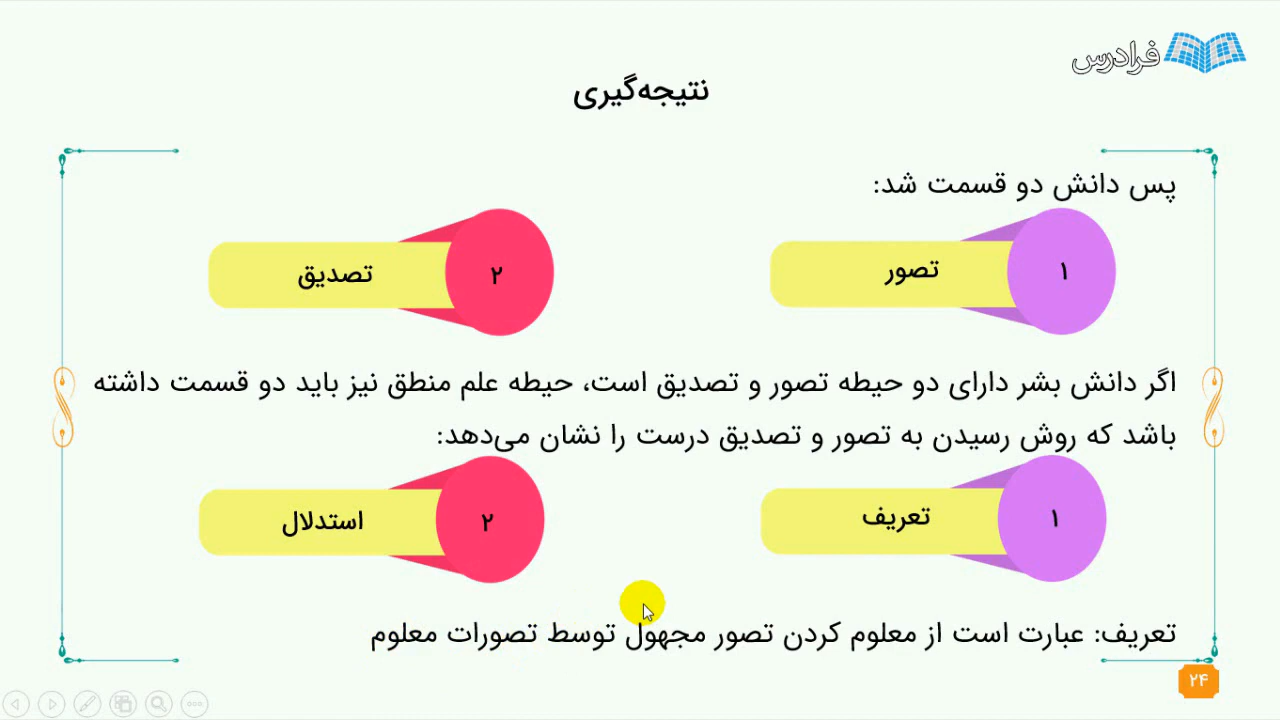 فرادرس
نتیجه‌گیری
پس دانش دو قسمت شد:
۱
تصور
۲
تصدیق
اگر دانش بشر دارای دو حیطه تصور و تصدیق است، حیطه علم منطق نیز باید دو قسمت داشته
باشد که روش رسیدن به تصور و تصدیق درست را نشان می‌دهد:
۱
تعریف
۲
استدلال
تعریف: عبارت است از معلوم کردن تصور مجهول توسط تصورات معلوم
۲۴